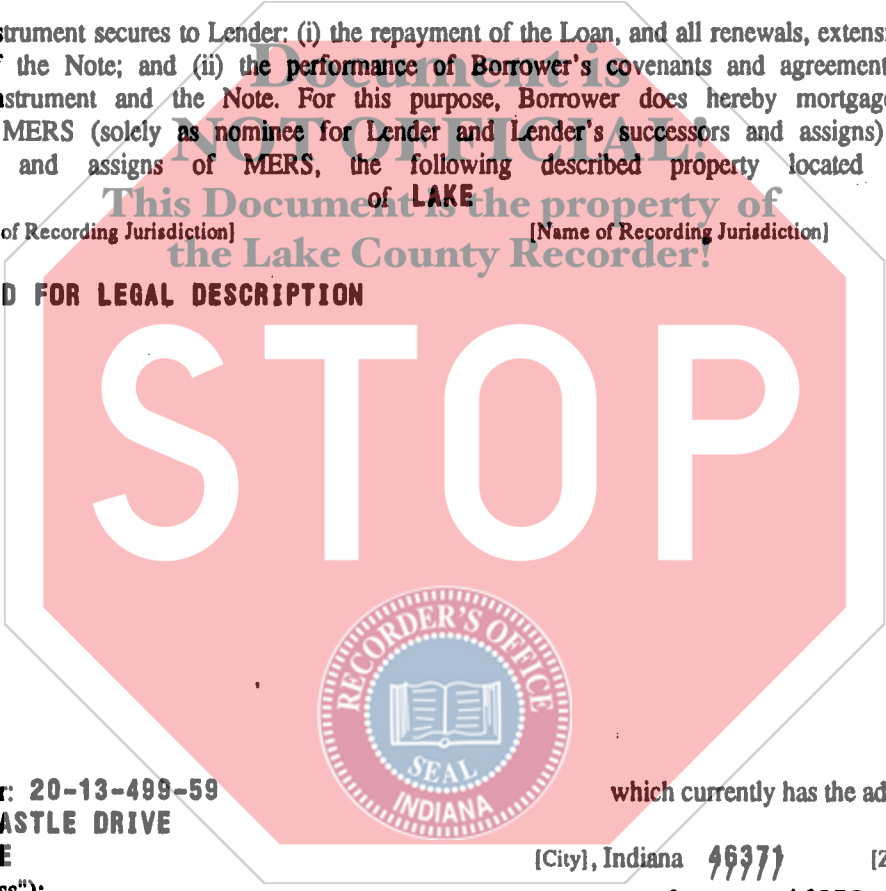 strument secures to Lender: (i) the repayment of the Loan, and all renewals, extens
the Note; and (ii) the performance of Borrower's covenants and agreement
strument and the Note. For this purpose, Borrower does hereby mortgag
MERS (solely as nominee for Lender and Lender's successors and assigns)
and assigns of MERS, the following described property located
of LAKE
of Recording Jurisdiction] [Name of Recording Jurisdiction]
Document is
NOT OFFICIAL!
This Document is the property of
the Lake County Recorder!
D FOR LEGAL DESCRIPTION
STOP
RECORDER'S OFFICE
SEAL
INDIANA
r: 20-13-499-59 which currently has the ad
ASTLE DRIVE
E [City], Indiana 46371 [Z
ss"):